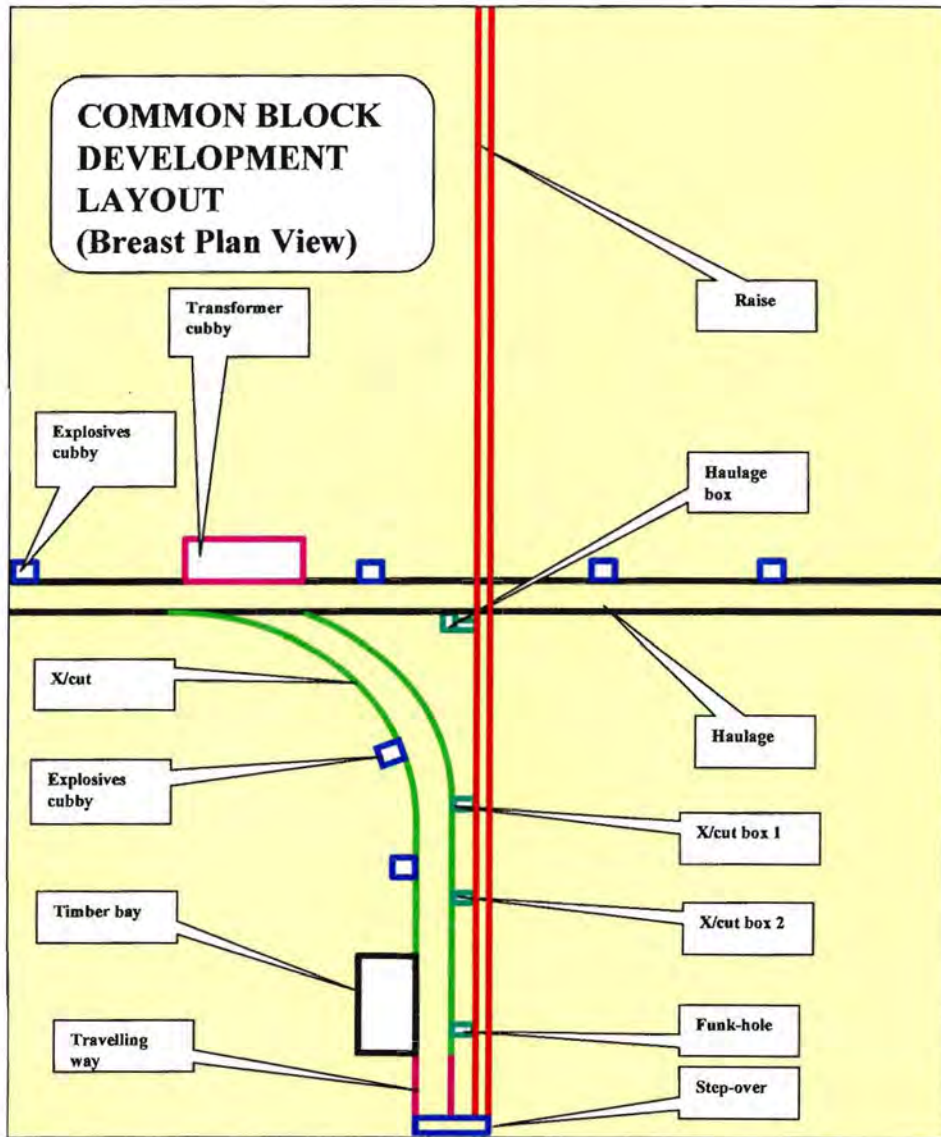 COMMON BLOCK
DEVELOPMENT
LAYOUT
(Breast Plan View)
Transformer
cubby
Raise
Explosives
cubby
Haulage
box
X/cut
Haulage
Explosives
cubby
X/cut box 1
Timber bay
X/cut box 2
Travelling
way
Funk-hole
Step-over